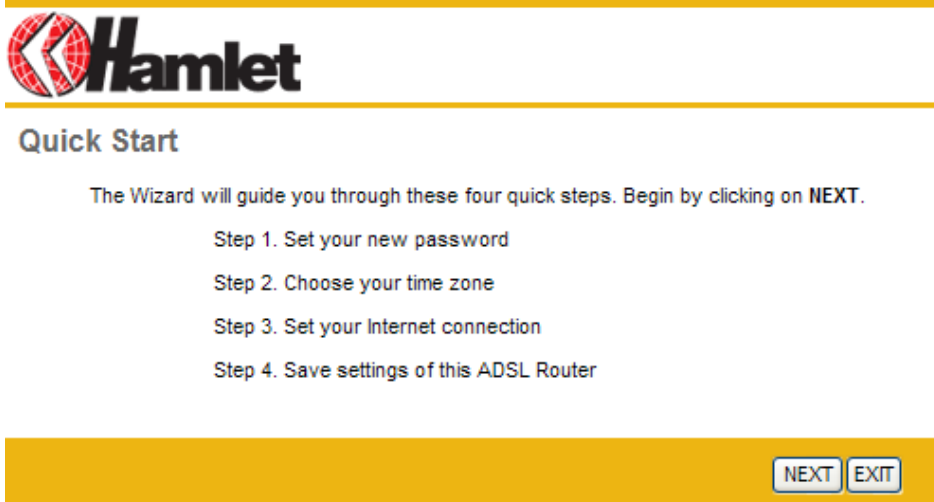 Hamlet
Quick Start
The Wizard will guide you through these four quick steps. Begin by clicking on NEXT.
Step 1. Set your new password
Step 2. Choose your time zone
Step 3. Set your Internet connection
Step 4. Save settings of this ADSL Router
NEXT EXIT